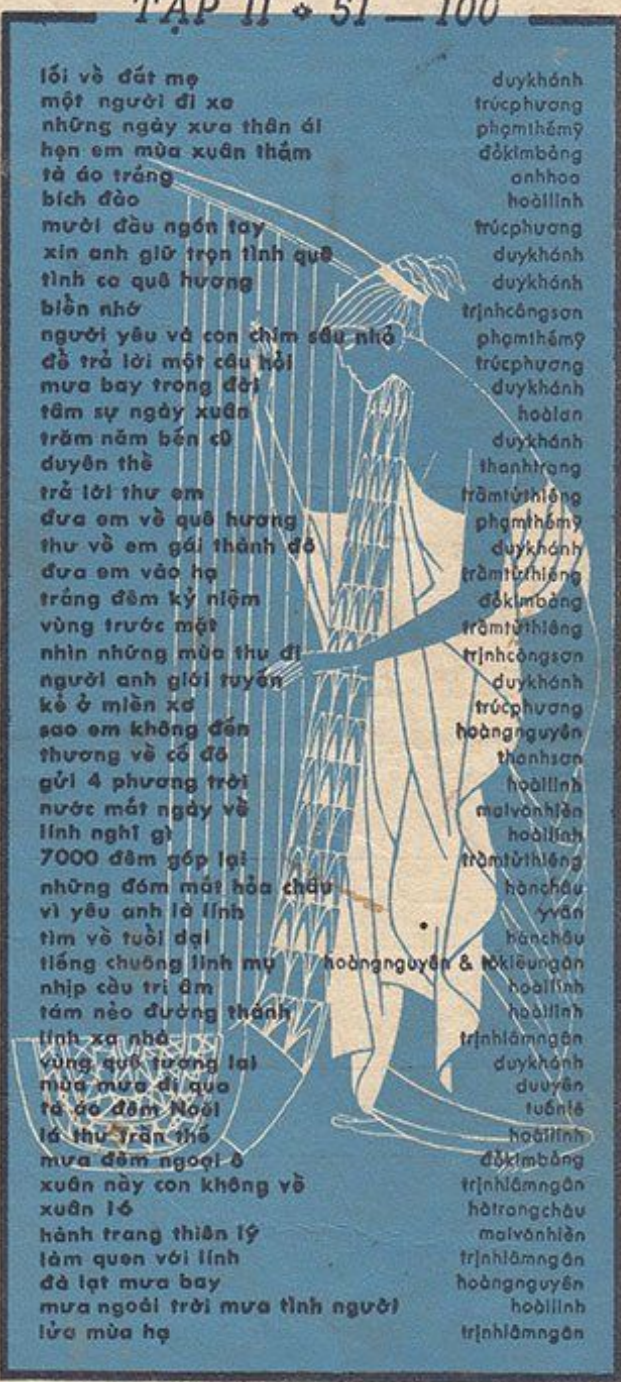 TẬP II ❖ 51 — 100
lối về đất mẹ duykhánh
một người đi xa trúcphương
những ngày xưa thân ái phạmthếmỹ
hẹn em mùa xuân thắm đỗkimbảng
tà áo trắng anhhoa
bích đào hoàilinh
mười đầu ngón tay trúcphương
xin anh giữ trọn tình quê duykhánh
tình ca quê hương duykhánh
biển nhớ trịnhcôngsơn
người yêu và con chim sâu nhỏ phạmthếmỹ
để trả lời một câu hỏi trúcphương
mưa bay trong đời duykhánh
tâm sự ngày xuân hoàian
trăm năm bến cũ duykhánh
duyên thề thanhtrang
trả lời thư em trầmtửthiêng
đưa em về quê hương phạmthếmỹ
thư về em gái thành đô duykhánh
đưa em vào hạ trầmtửthiêng
trắng đêm kỷ niệm đỗkimbảng
vùng trước mặt trầmtửthiêng
nhìn những mùa thu đi trịnhcôngsơn
người anh giới tuyến duykhánh
kẻ ở miền xa trúcphương
sao em không đến hoàngnguyên
thương về cố đô thanhsơn
gửi 4 phương trời hoàilinh
nước mắt ngày về maivănhiền
lính nghĩ gì hoàilinh
7000 đêm góp lại trầmtửthiêng
những đóm mắt hỏa châu hànchâu
vì yêu anh là lính yvân
tìm về tuổi dại hànchâu
tiếng chuông linh mụ hoàngnguyên & tôkiềungân
nhịp cầu tri âm hoàilinh
tám nẻo đường thành hoàilinh
lính xa nhà trịnhlâmngân
vùng quê tương lai duykhánh
mùa mưa đi qua duuyên
tà áo đêm Noël tuấnlê
lá thư trần thế hoàilinh
mưa đêm ngoại ô đỗkimbảng
xuân này con không về trịnhlâmngân
xuân ló hàtrangchâu
hành trang thiên lý maivănhiền
làm quen với lính trịnhlâmngân
đà lạt mưa bay hoàngnguyên
mưa ngoài trời mưa tình người hoàilinh
lửa mùa hạ trịnhlâmngân